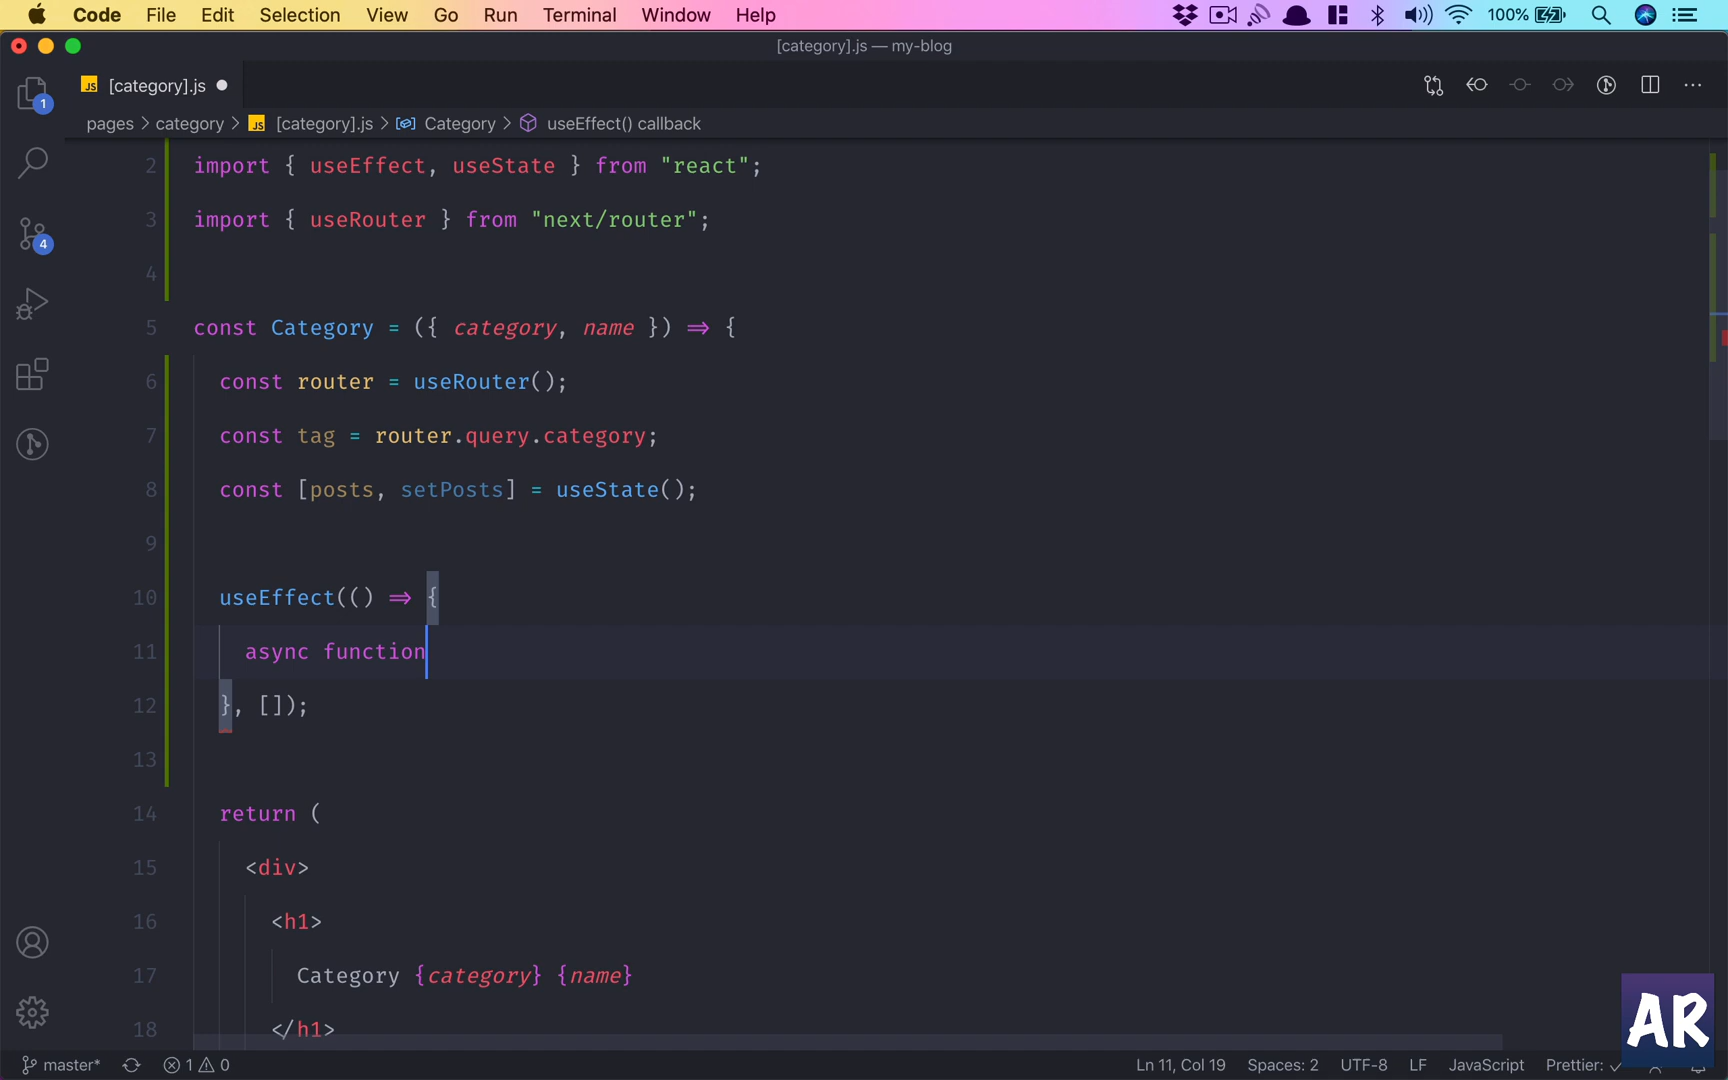 Code File Edit Selection View Go Run Terminal Window Help 100%
[category].js — my-blog
JS [category].js
pages > category > JS [category].js > Category > useEffect() callback
1
4
2 import { useEffect, useState } from "react";
3 import { useRouter } from "next/router";
4
5 const Category = ({ category, name }) => {
6 const router = useRouter();
7 const tag = router.query.category;
8 const [posts, setPosts] = useState();
9
10 useEffect(() => {
11 async function
12 }, []);
13
14 return (
15 <div>
16 <h1>
17 Category {category} {name}
18 </h1>
AR
master* 1 0 Ln 11, Col 19 Spaces: 2 UTF-8 LF JavaScript Prettier: ✓